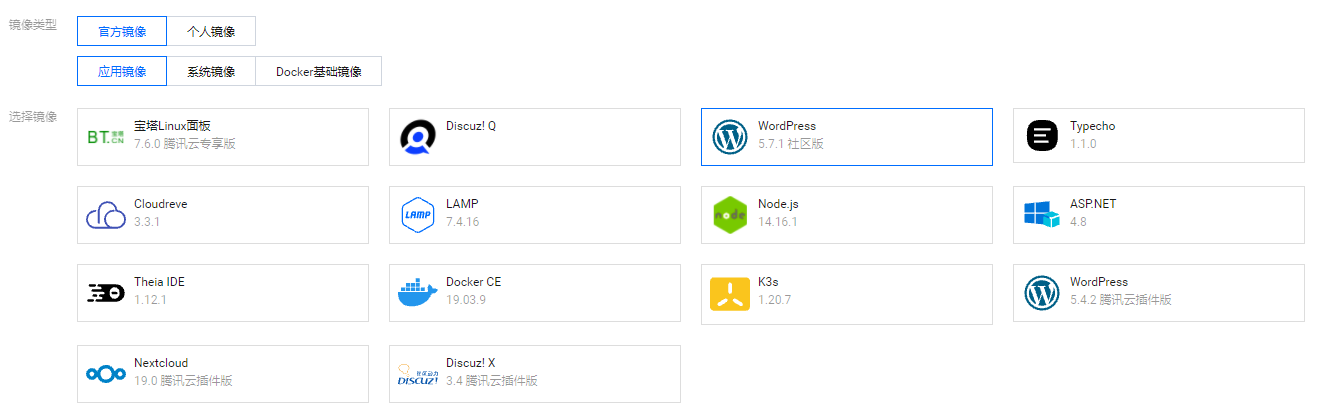 镜像类型
官方镜像 个人镜像
应用镜像 系统镜像 Docker基础镜像
选择镜像
BT.宝塔.CN
宝塔Linux面板
7.6.0 腾讯云专享版
Discuz! Q
WordPress
5.7.1 社区版
Typecho
1.1.0
Cloudreve
3.3.1
LAMP
LAMP
7.4.16
node
Node.js
14.16.1
ASP.NET
4.8
Theia IDE
1.12.1
Docker CE
19.03.9
K3s
1.20.7
WordPress
5.4.2 腾讯云插件版
Nextcloud
19.0 腾讯云插件版
DISCUZ!
Discuz! X
3.4 腾讯云插件版